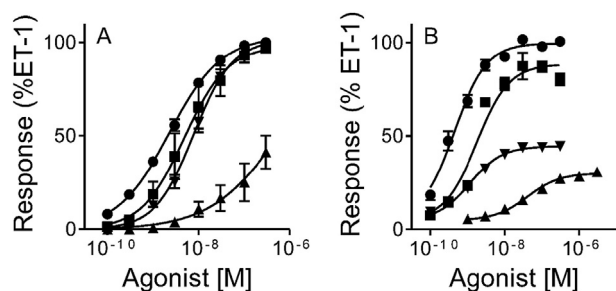 A
Response (%ET-1)
100
50
0
10⁻¹⁰
10⁻⁸
10⁻⁶
Agonist [M]
B
Response (% ET-1)
100
50
0
10⁻¹⁰
10⁻⁸
10⁻⁶
Agonist [M]